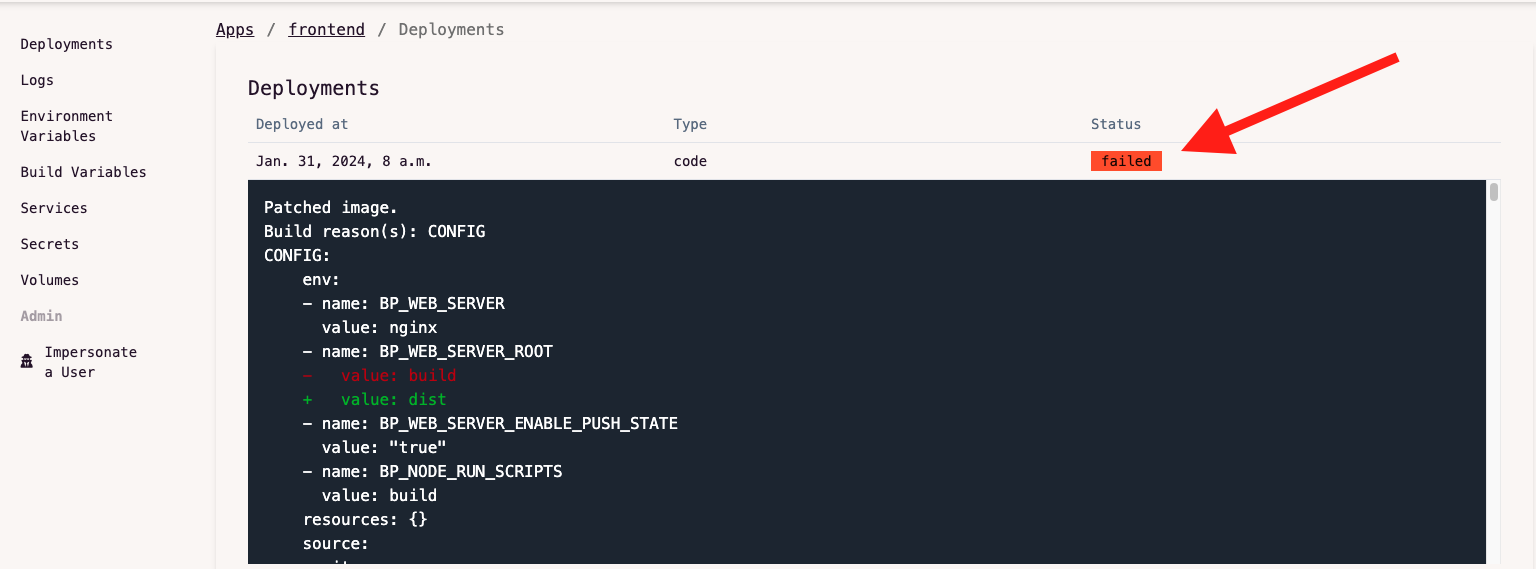 Apps / frontend / Deployments
Deployments
Logs
Environment
Variables
Build Variables
Services
Secrets
Volumes
Admin
Impersonate
a User
Deployments
Deployed at Type Status
Jan. 31, 2024, 8 a.m. code failed
Patched image.
Build reason(s): CONFIG
CONFIG:
    env:
    - name: BP_WEB_SERVER
      value: nginx
    - name: BP_WEB_SERVER_ROOT
    -   value: build
    +   value: dist
    - name: BP_WEB_SERVER_ENABLE_PUSH_STATE
      value: "true"
    - name: BP_NODE_RUN_SCRIPTS
      value: build
    resources: {}
    source: